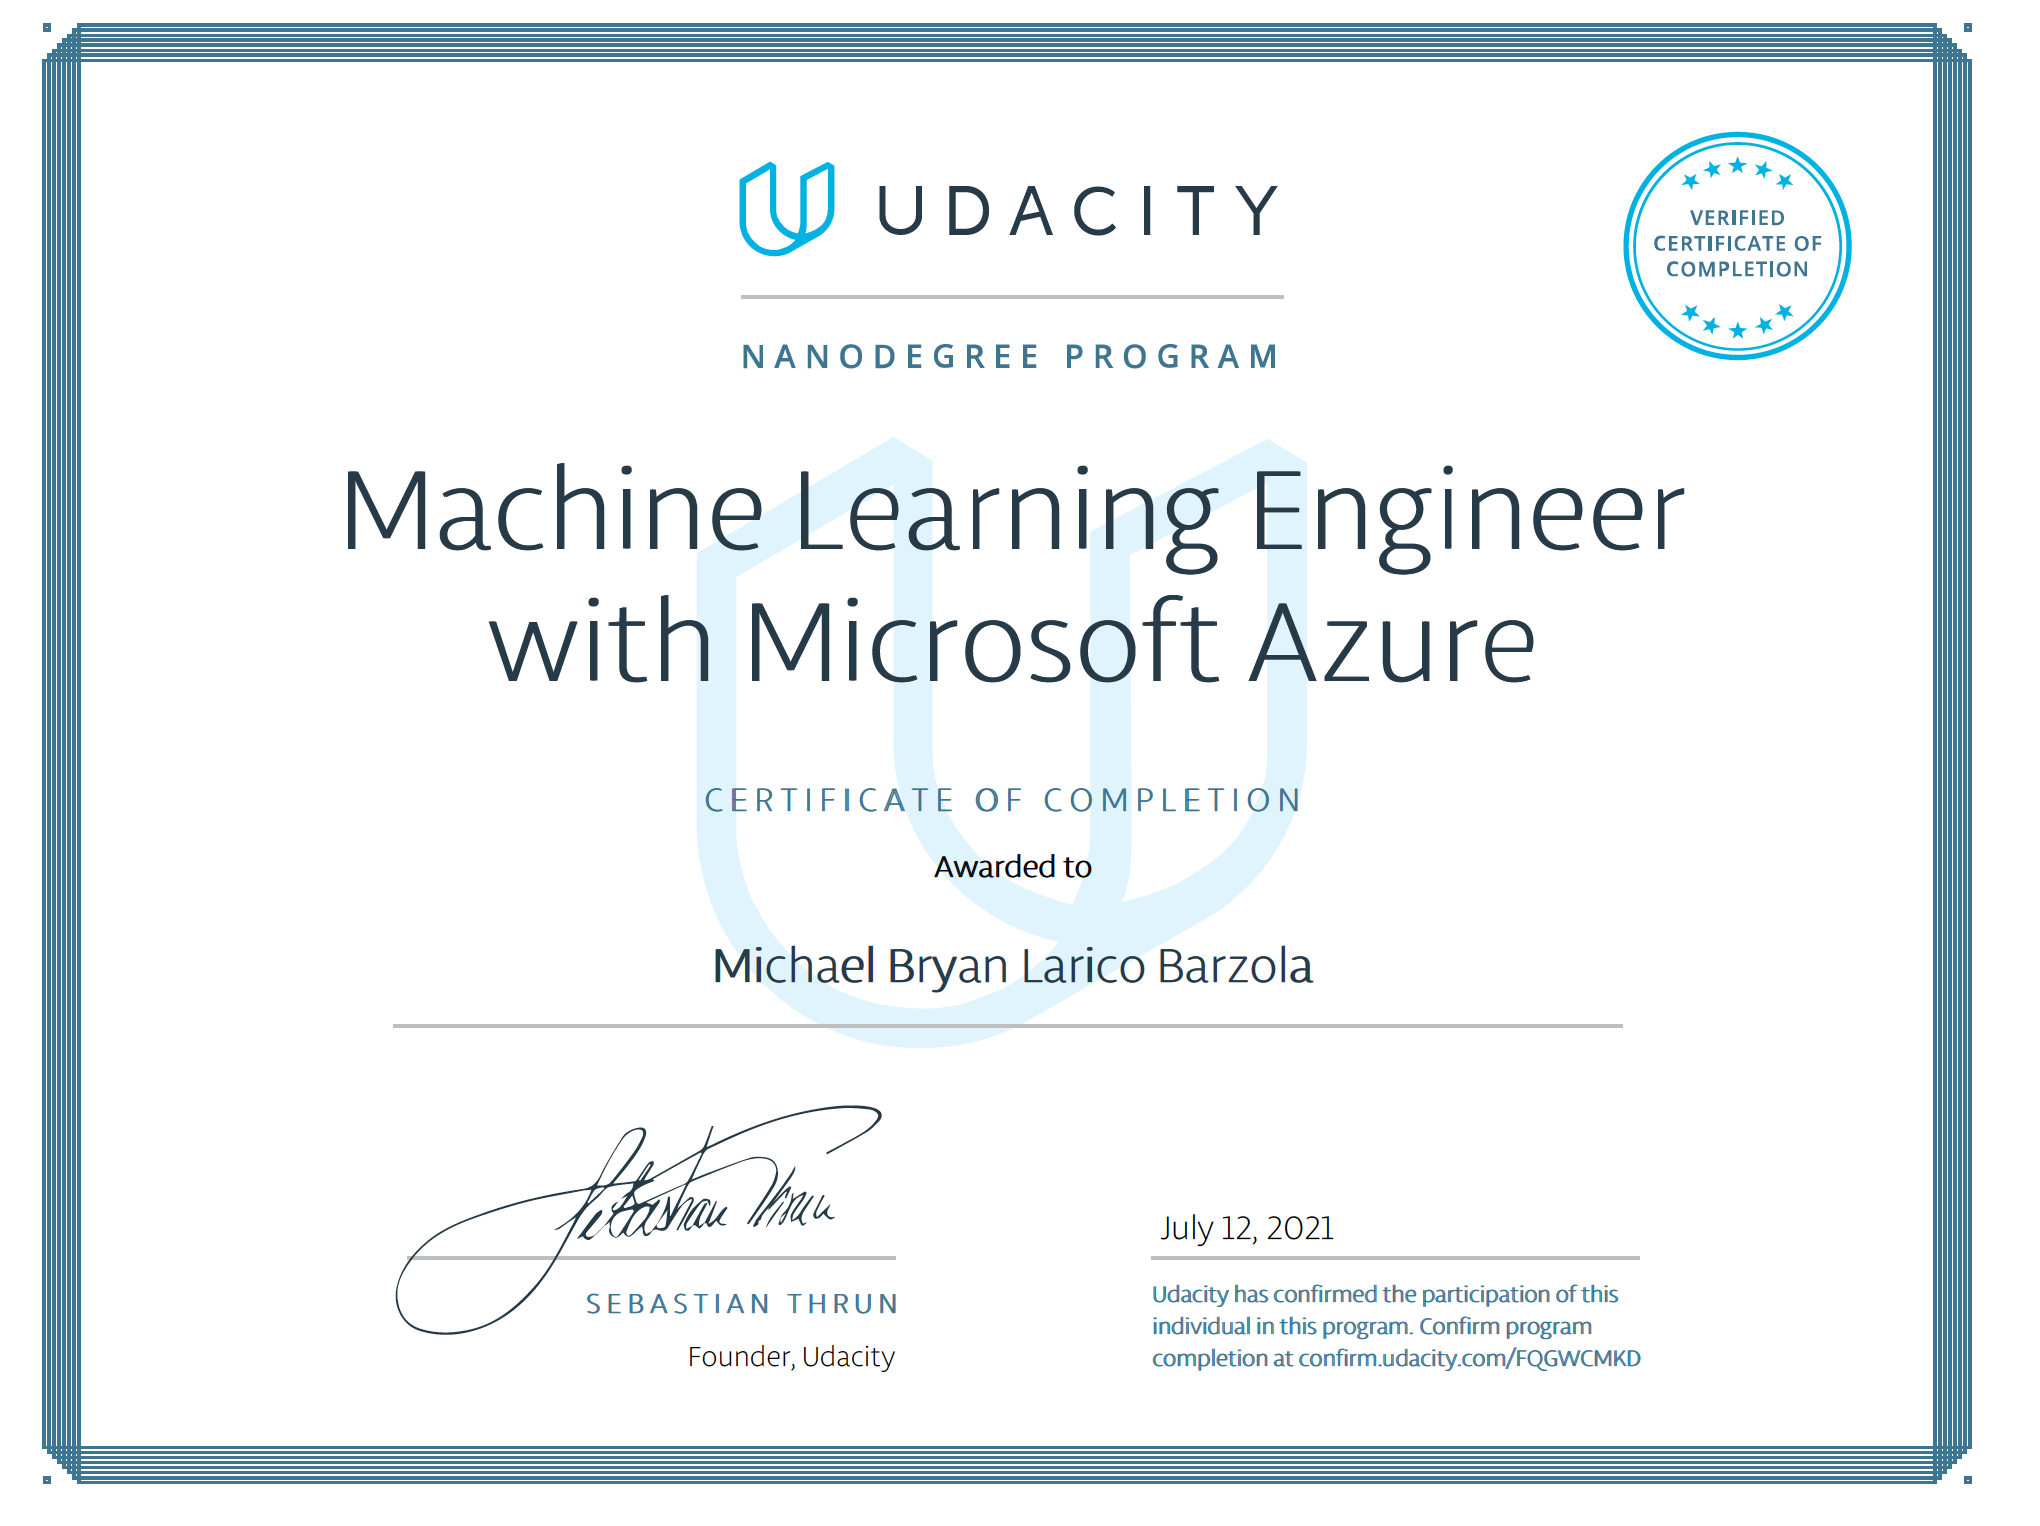 UDACITY
VERIFIED
CERTIFICATE OF
COMPLETION
NANODEGREE PROGRAM
Machine Learning Engineer
with Microsoft Azure
CERTIFICATE OF COMPLETION
Awarded to
Michael Bryan Larico Barzola
Sebastian Thrun
SEBASTIAN THRUN
Founder, Udacity
July 12, 2021
Udacity has confirmed the participation of this
individual in this program. Confirm program
completion at confirm.udacity.com/FQGWCMKD